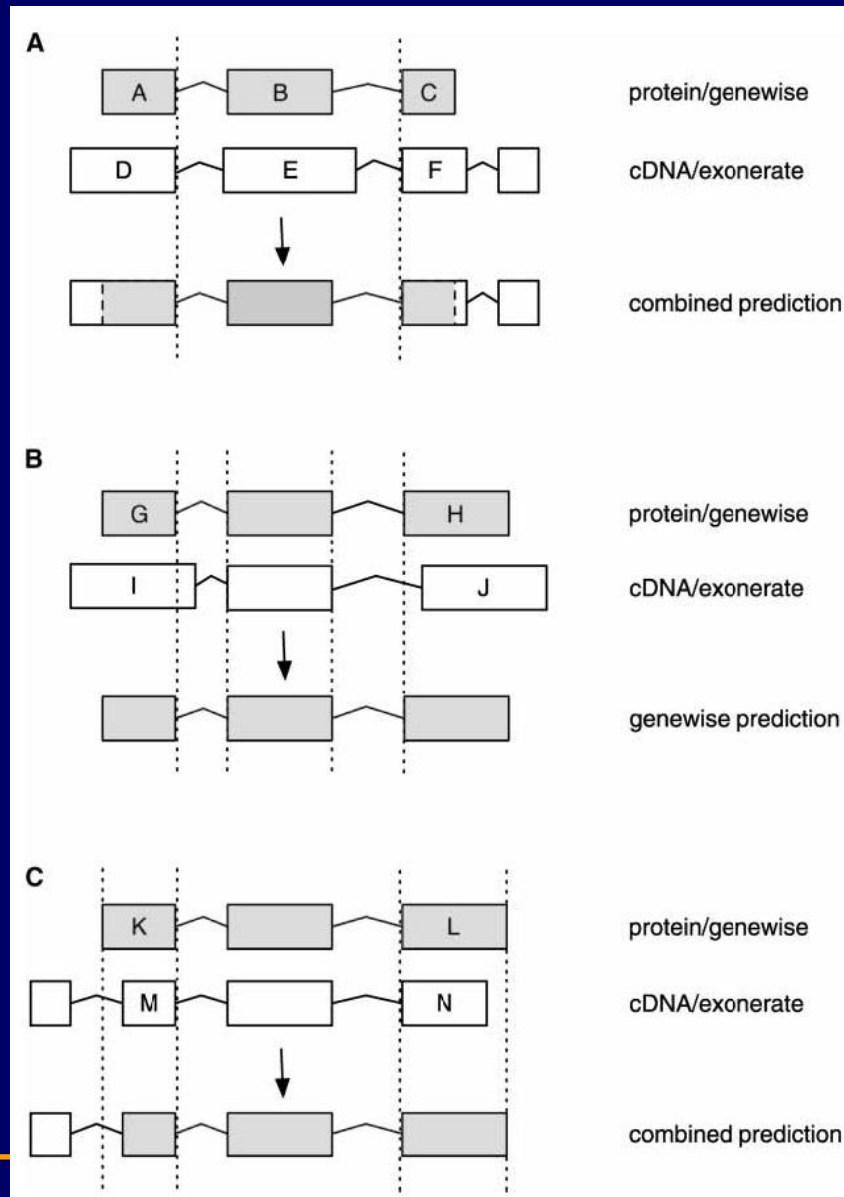 A
A B C protein/genewise
D E F cDNA/exonerate
combined prediction
B
G H protein/genewise
I J cDNA/exonerate
genewise prediction
C
K L protein/genewise
M N cDNA/exonerate
combined prediction